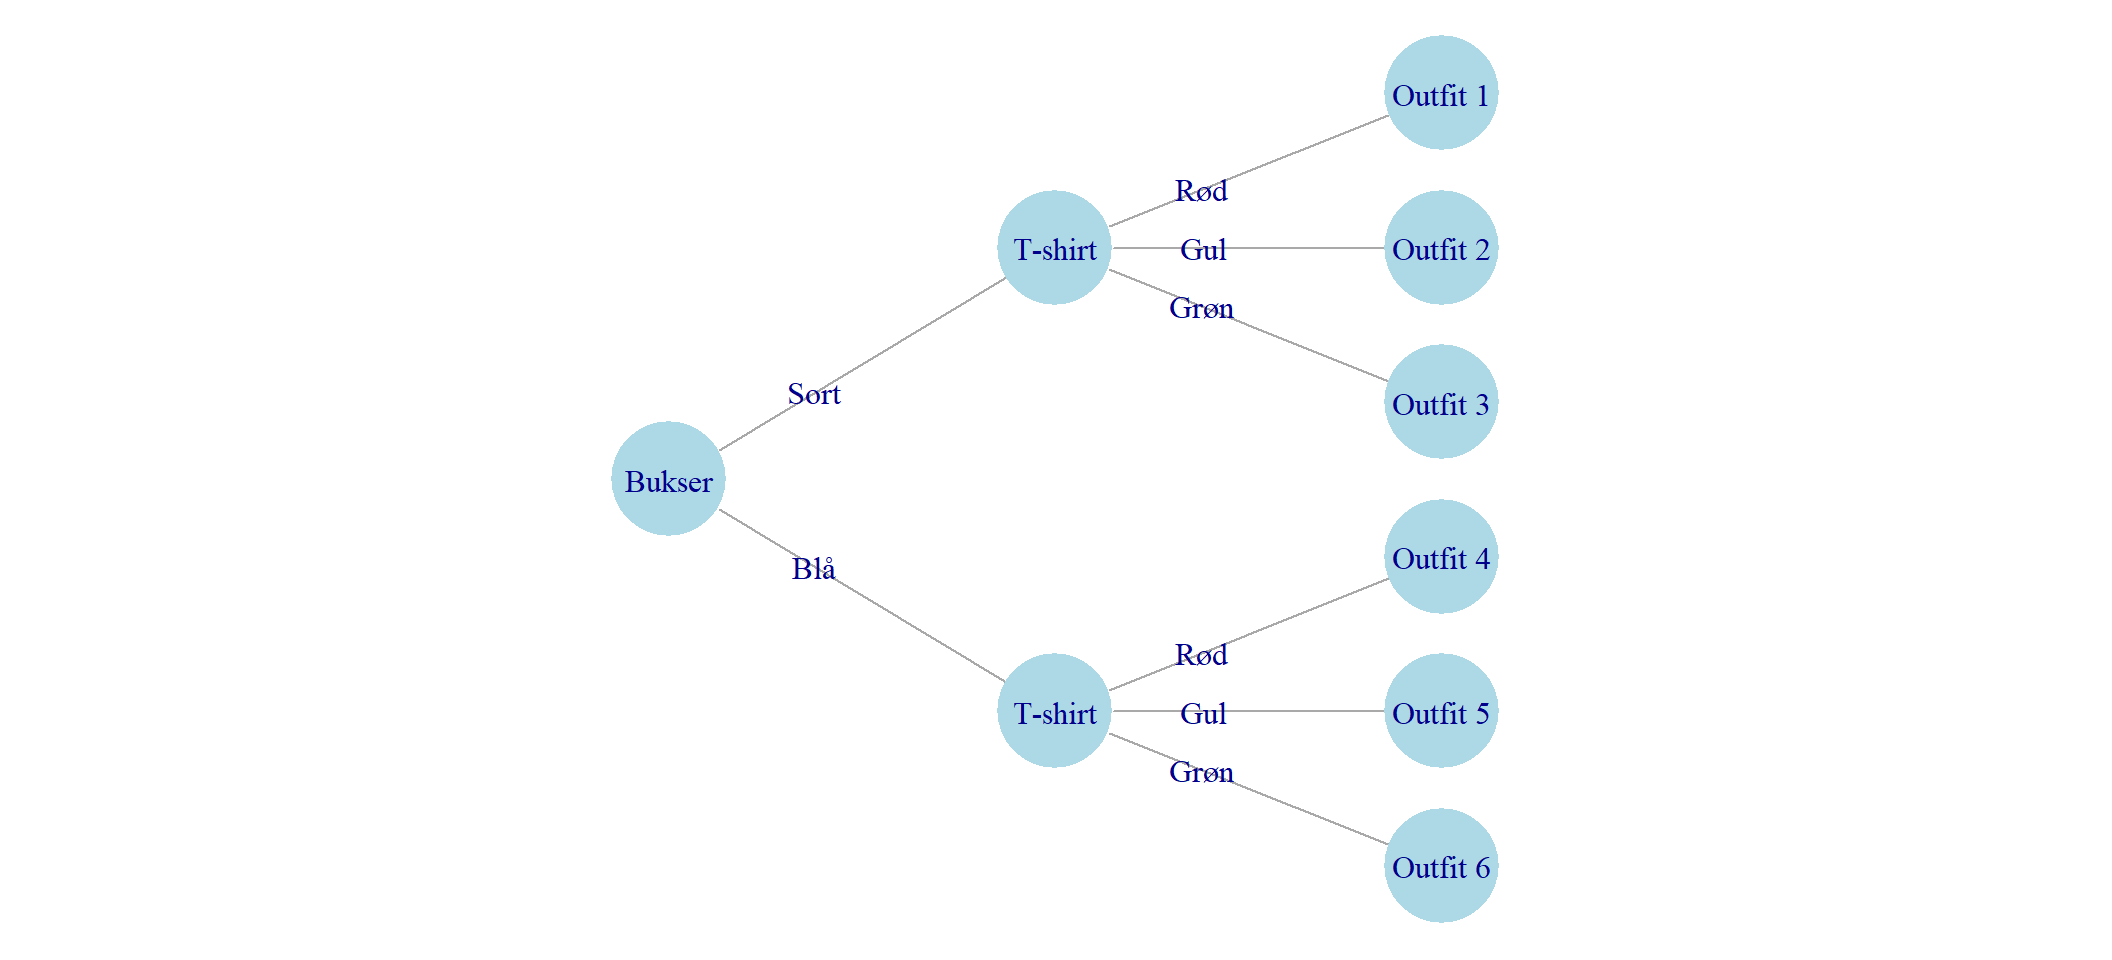 Bukser
Sort
Blå
T-shirt
Rød
Gul
Grøn
Outfit 1
Outfit 2
Outfit 3
T-shirt
Rød
Gul
Grøn
Outfit 4
Outfit 5
Outfit 6